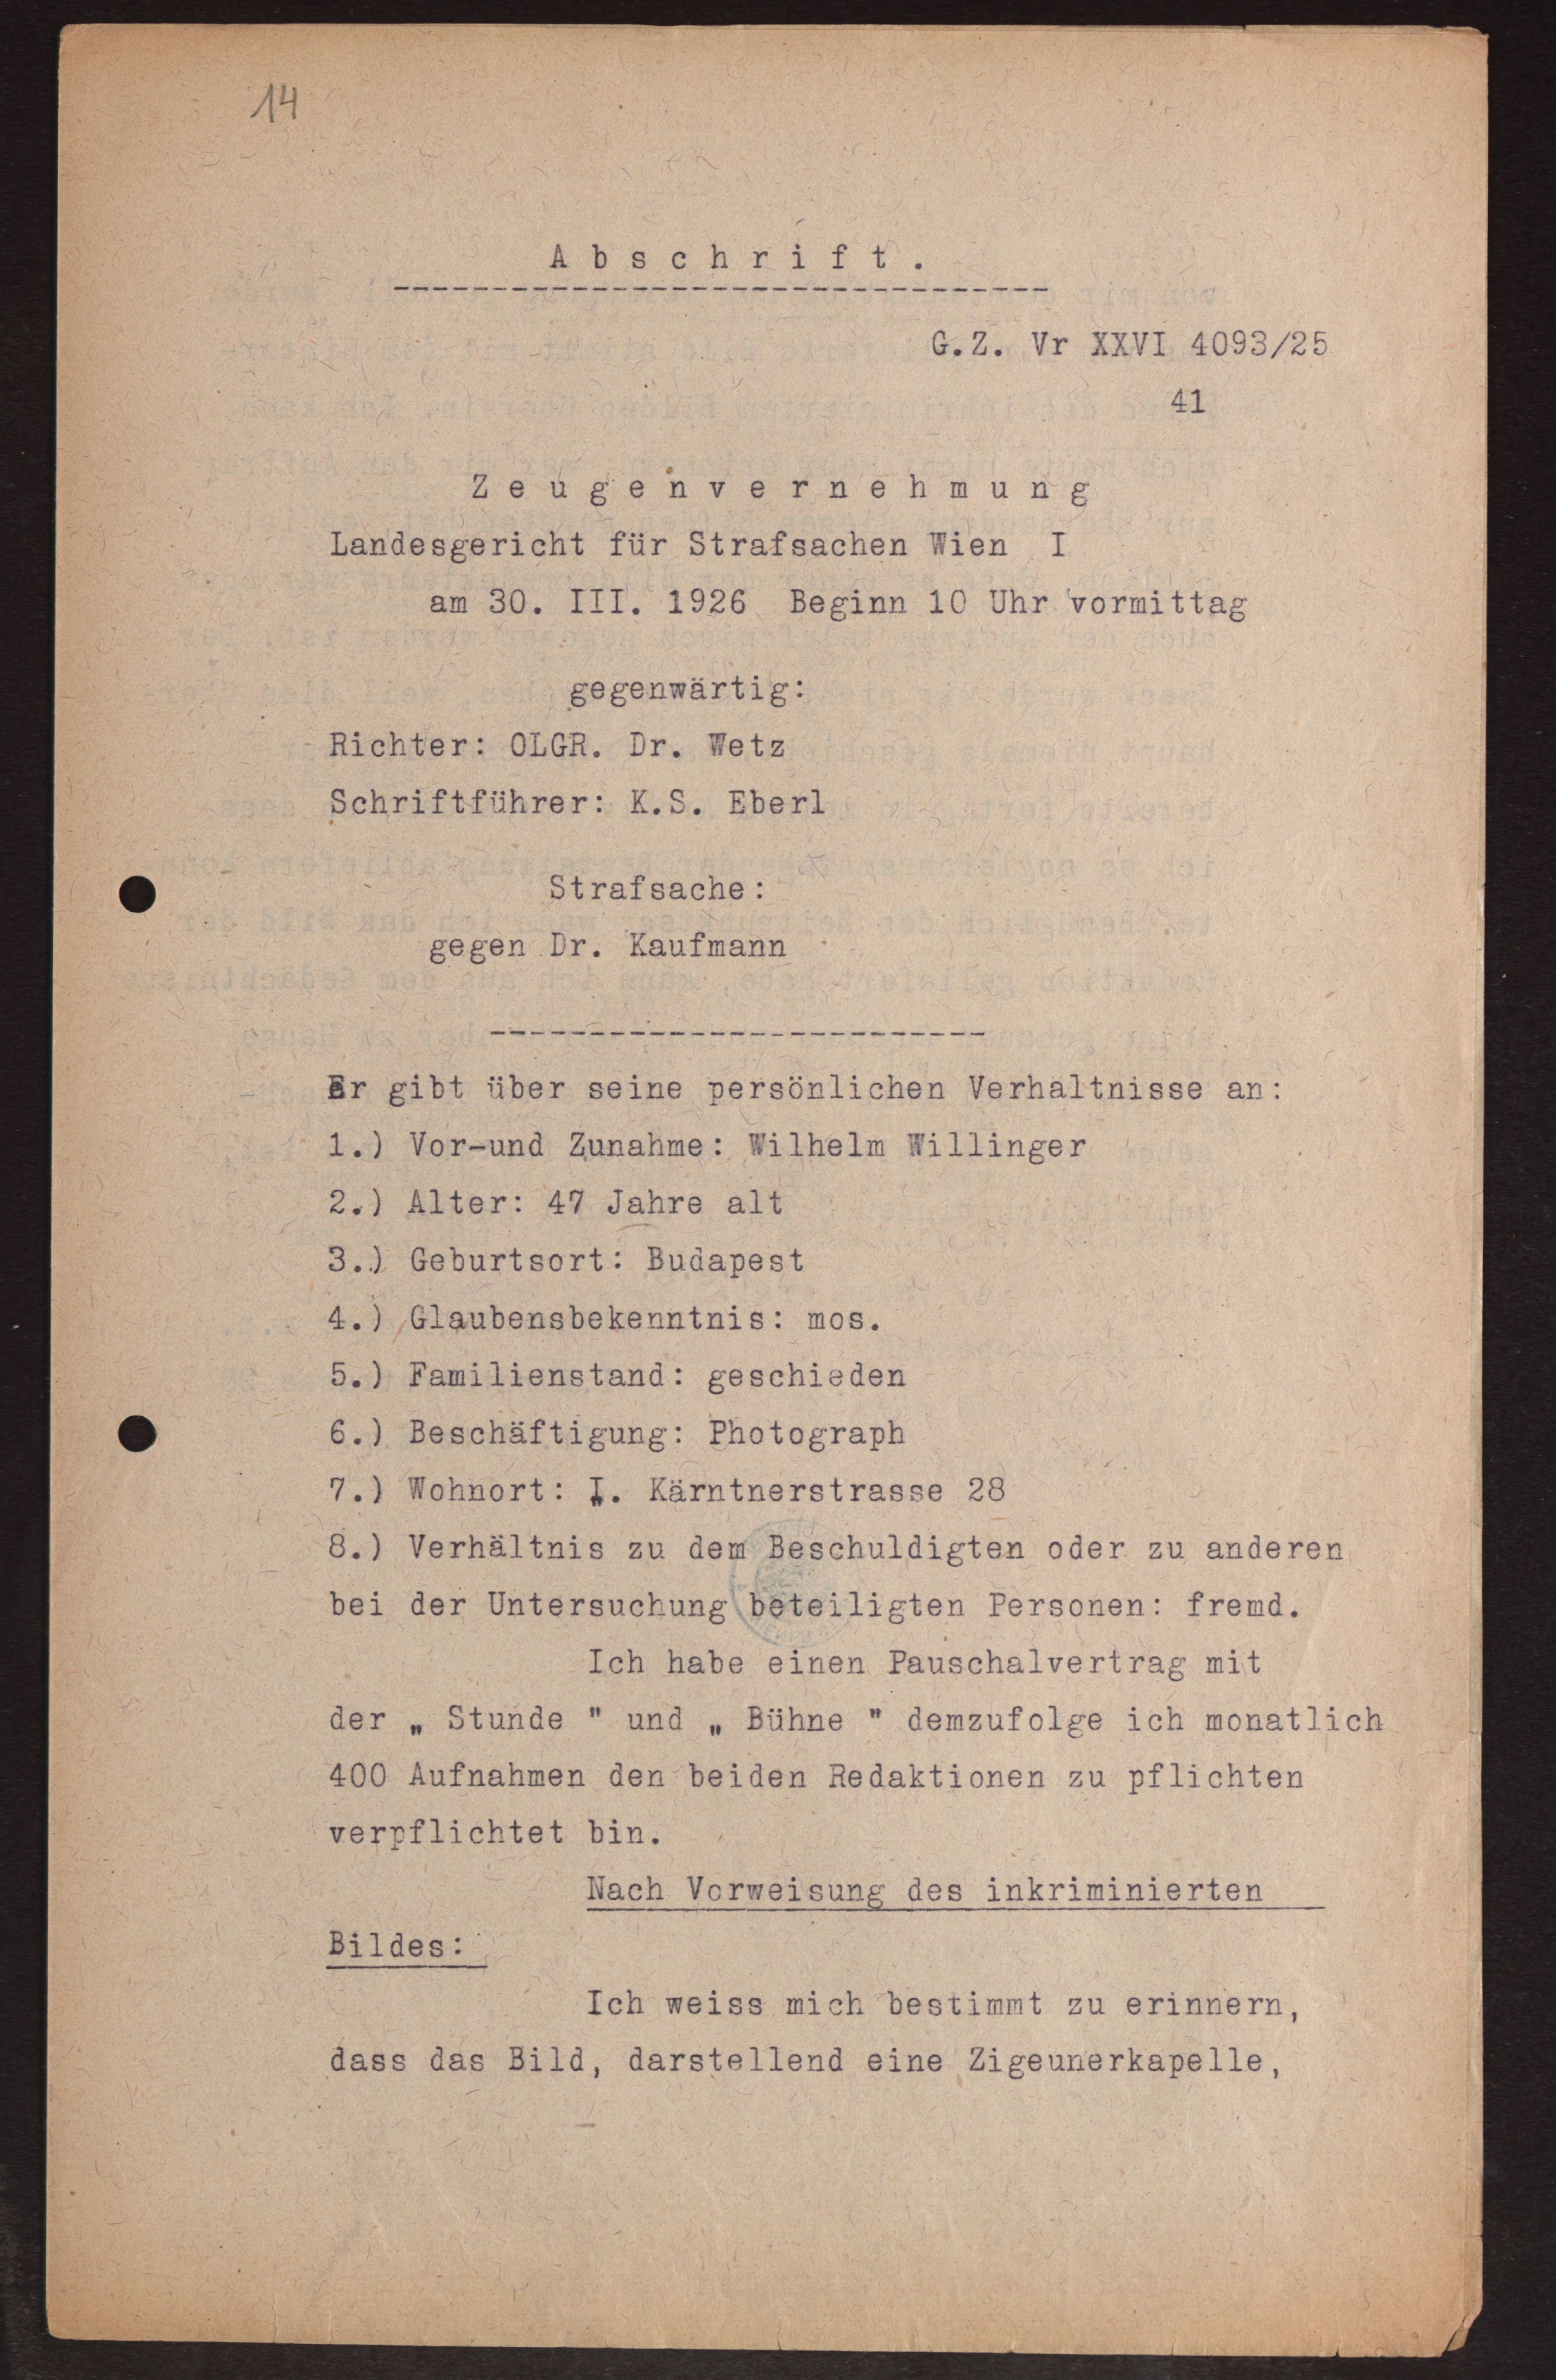 14
Abschrift.
---------------------------------
G.Z. Vr XXVI 4093/25
41
Zeugenvernehmung
Landesgericht für Strafsachen Wien I
am 30. III. 1926 Beginn 10 Uhr vormittag
gegenwärtig:
Richter: OLGR. Dr. Wetz
Schriftführer: K.S. Eberl
Strafsache:
gegen Dr. Kaufmann
-------------------------
Er gibt über seine persönlichen Verhaltnisse an:
1.) Vor-und Zunahme: Wilhelm Willinger
2.) Alter: 47 Jahre alt
3.) Geburtsort: Budapest
4.) Glaubensbekenntnis: mos.
5.) Familienstand: geschieden
6.) Beschäftigung: Photograph
7.) Wohnort: I. Kärntnerstrasse 28
8.) Verhältnis zu dem Beschuldigten oder zu anderen
bei der Untersuchung beteiligten Personen: fremd.
Ich habe einen Pauschalvertrag mit
der „ Stunde " und „ Bühne " demzufolge ich monatlich
400 Aufnahmen den beiden Redaktionen zu pflichten
verpflichtet bin.
Nach Vorweisung des inkriminierten
Bildes:
Ich weiss mich bestimmt zu erinnern,
dass das Bild, darstellend eine Zigeunerkapelle,